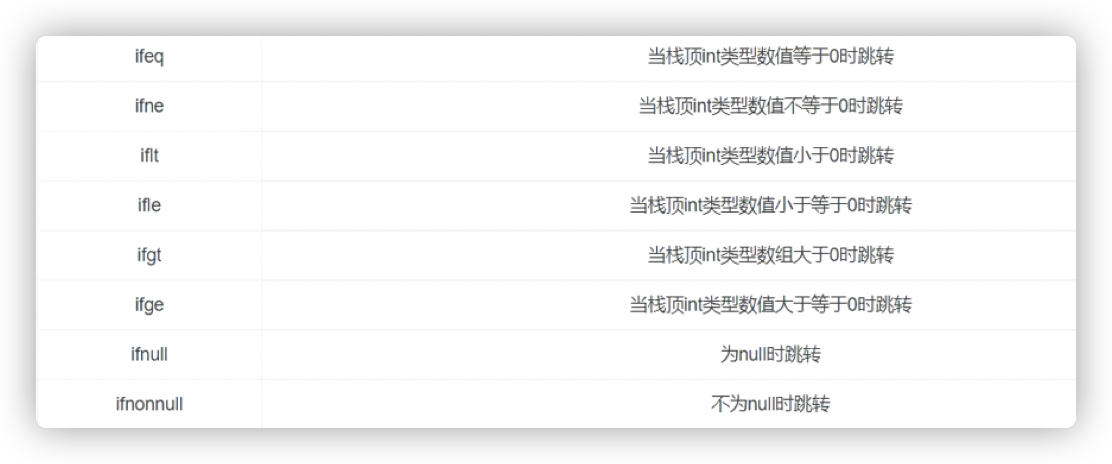 ifeq 当栈顶int类型数值等于0时跳转
ifne 当栈顶int类型数值不等于0时跳转
iflt 当栈顶int类型数值小于0时跳转
ifle 当栈顶int类型数值小于等于0时跳转
ifgt 当栈顶int类型数组大于0时跳转
ifge 当栈顶int类型数值大于等于0时跳转
ifnull 为null时跳转
ifnonnull 不为null时跳转